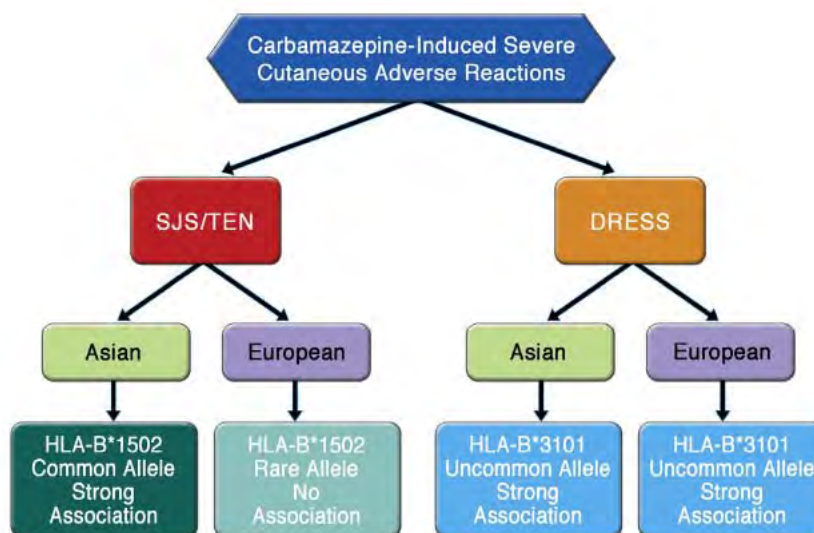 Carbamazepine-Induced Severe
Cutaneous Adverse Reactions
SJS/TEN
DRESS
Asian
European
Asian
European
HLA-B*1502
Common Allele
Strong
Association
HLA-B*1502
Rare Allele
No
Association
HLA-B*3101
Uncommon Allele
Strong
Association
HLA-B*3101
Uncommon Allele
Strong
Association